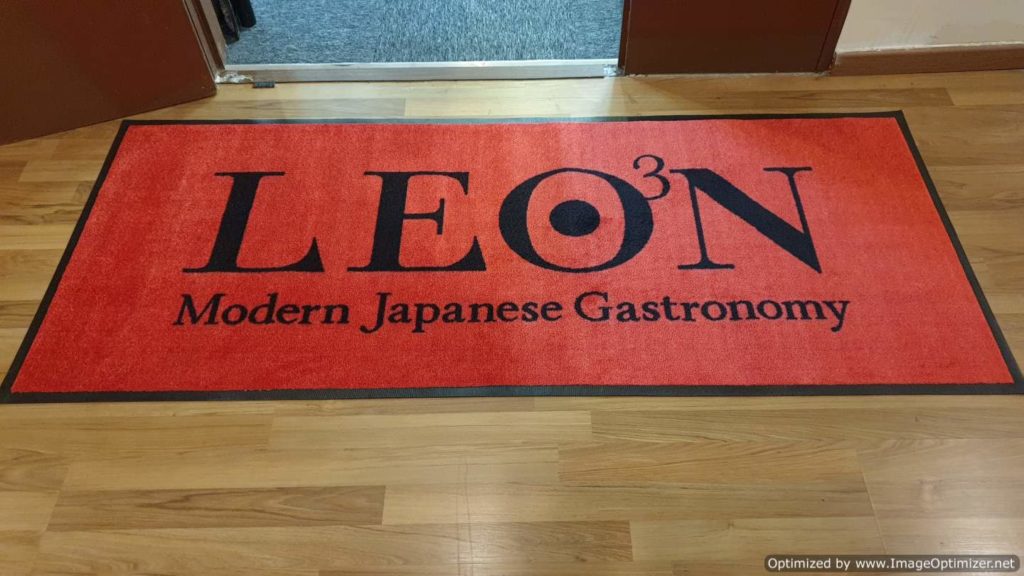 LEO³N
Modern Japanese Gastronomy
Optimized by www.ImageOptimizer.net